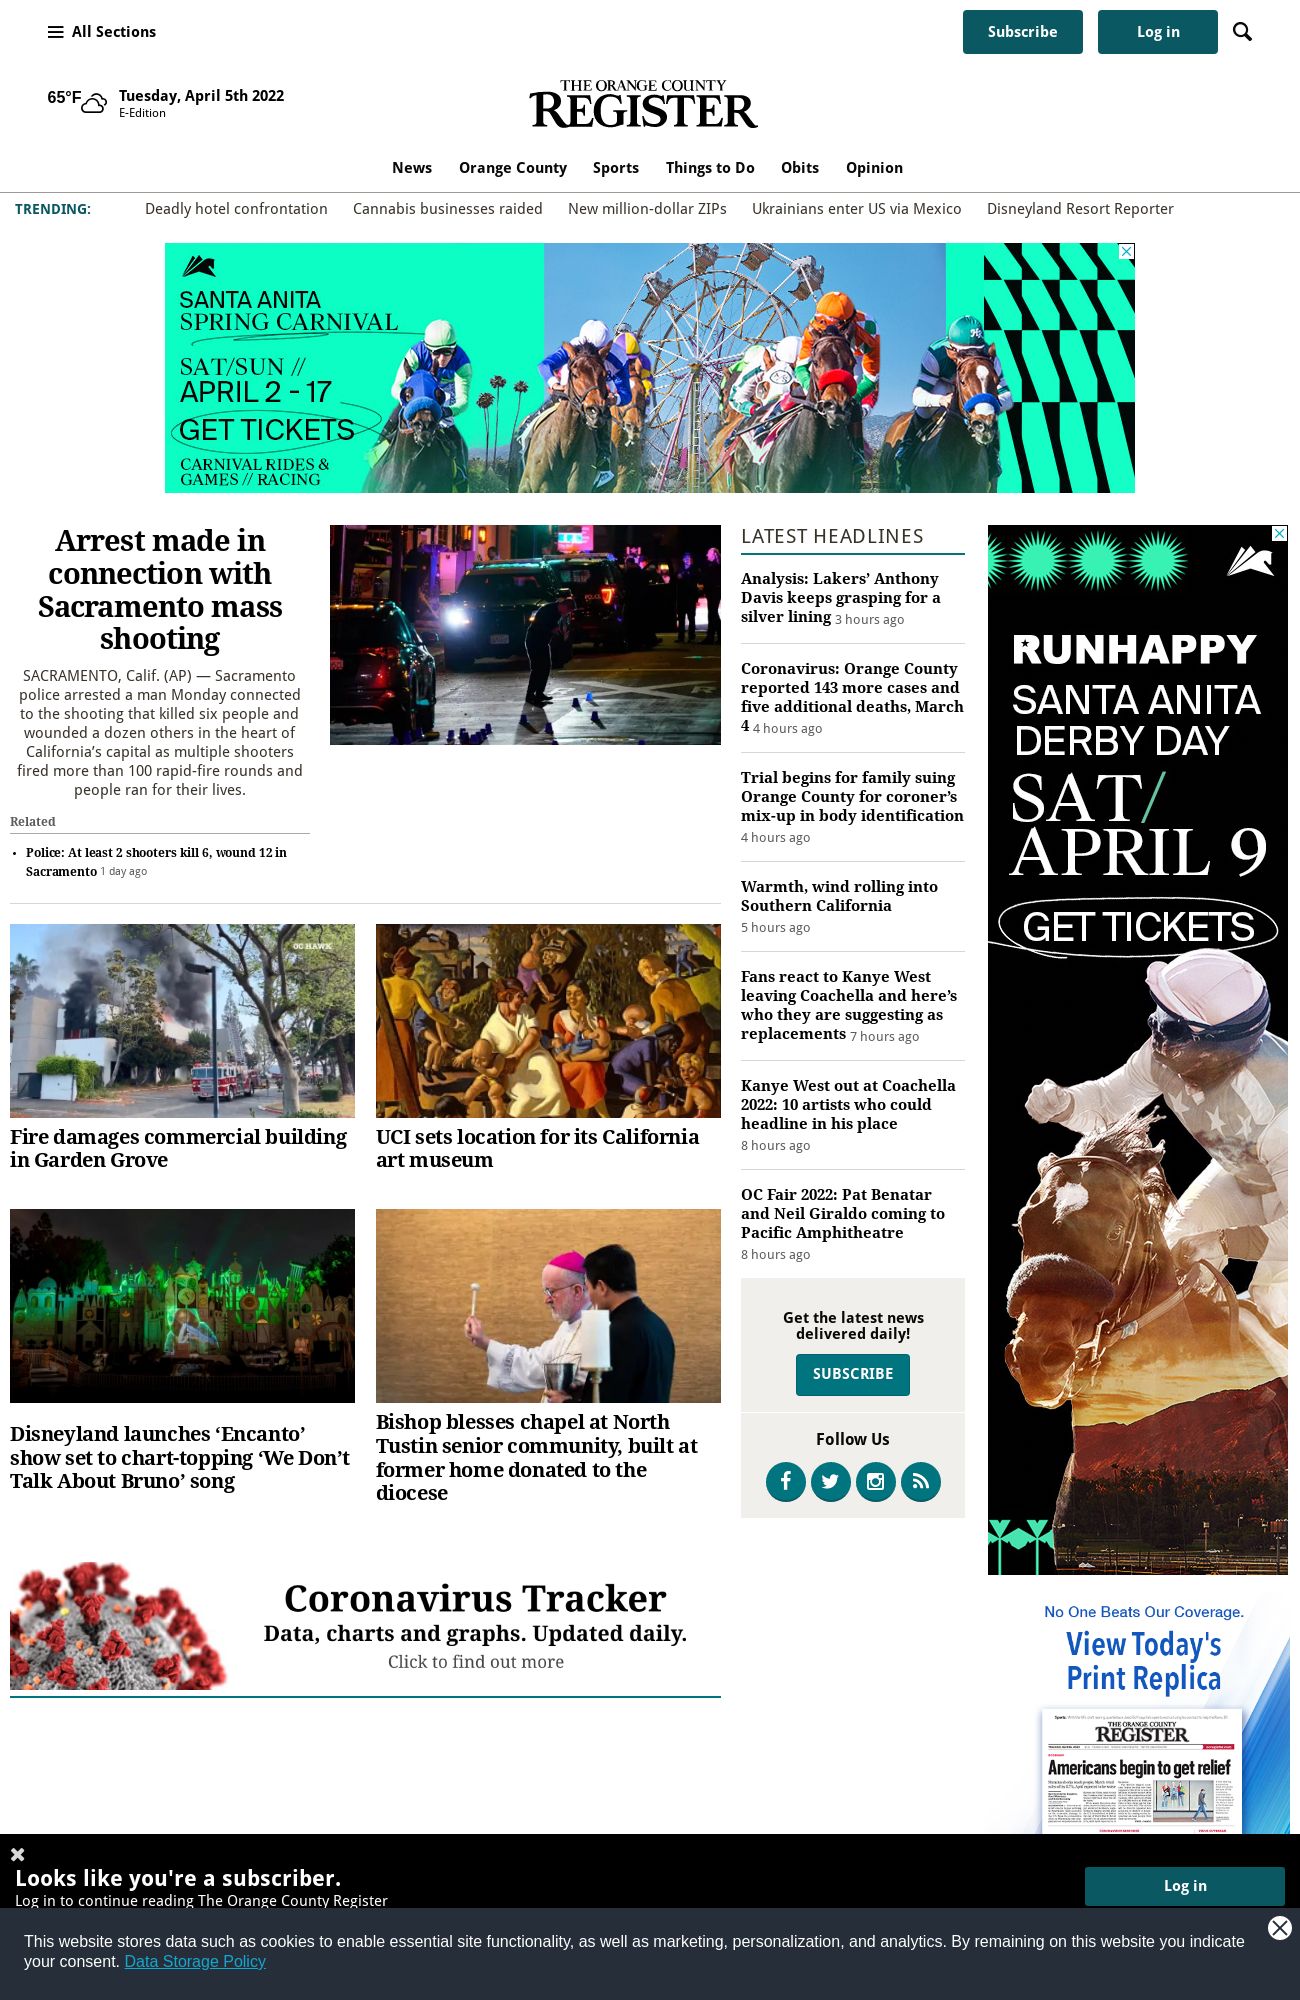 All Sections
Subscribe
Log in
65°F
Tuesday, April 5th 2022
E-Edition
THE ORANGE COUNTY
REGISTER
News Orange County Sports Things to Do Obits Opinion
TRENDING: Deadly hotel confrontation Cannabis businesses raided New million-dollar ZIPs Ukrainians enter US via Mexico Disneyland Resort Reporter
SANTA ANITA
SPRING CARNIVAL
SAT/SUN //
APRIL 2 - 17
GET TICKETS
CARNIVAL RIDES &
GAMES // RACING
Arrest made in
connection with
Sacramento mass
shooting
SACRAMENTO, Calif. (AP) — Sacramento
police arrested a man Monday connected
to the shooting that killed six people and
wounded a dozen others in the heart of
California’s capital as multiple shooters
fired more than 100 rapid-fire rounds and
people ran for their lives.
Related
• Police: At least 2 shooters kill 6, wound 12 in
Sacramento 1 day ago
OC HAWK
Fire damages commercial building
in Garden Grove
UCI sets location for its California
art museum
Disneyland launches ‘Encanto’
show set to chart-topping ‘We Don’t
Talk About Bruno’ song
Bishop blesses chapel at North
Tustin senior community, built at
former home donated to the
diocese
Coronavirus Tracker
Data, charts and graphs. Updated daily.
Click to find out more
LATEST HEADLINES
Analysis: Lakers’ Anthony
Davis keeps grasping for a
silver lining 3 hours ago
Coronavirus: Orange County
reported 143 more cases and
five additional deaths, March
4 4 hours ago
Trial begins for family suing
Orange County for coroner’s
mix-up in body identification
4 hours ago
Warmth, wind rolling into
Southern California
5 hours ago
Fans react to Kanye West
leaving Coachella and here’s
who they are suggesting as
replacements 7 hours ago
Kanye West out at Coachella
2022: 10 artists who could
headline in his place
8 hours ago
OC Fair 2022: Pat Benatar
and Neil Giraldo coming to
Pacific Amphitheatre
8 hours ago
Get the latest news
delivered daily!
SUBSCRIBE
Follow Us
RUNHAPPY
SANTA ANITA
DERBY DAY
SAT/
APRIL 9
GET TICKETS
No One Beats Our Coverage.
View Today's
Print Replica
THE ORANGE COUNTY
REGISTER
Americans begin to get relief
Looks like you're a subscriber.
Log in to continue reading The Orange County Register
Log in
This website stores data such as cookies to enable essential site functionality, as well as marketing, personalization, and analytics. By remaining on this website you indicate
your consent. Data Storage Policy